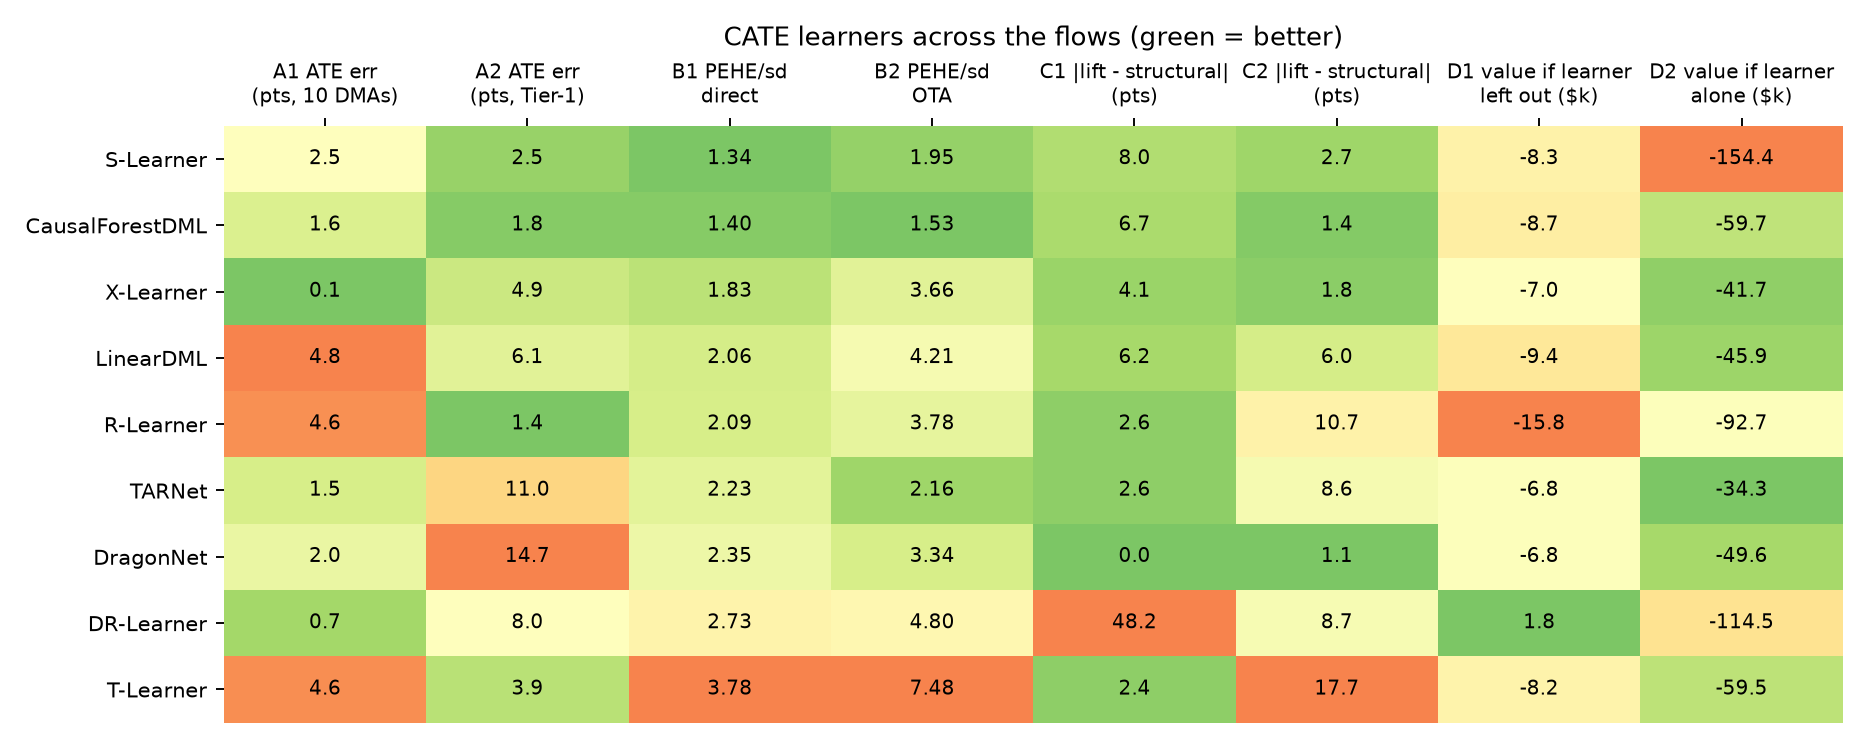 CATE learners across the flows (green = better)
A1 ATE err
(pts, 10 DMAs)
A2 ATE err
(pts, Tier-1)
B1 PEHE/sd
direct
B2 PEHE/sd
OTA
C1 |lift - structural|
(pts)
C2 |lift - structural|
(pts)
D1 value if learner
left out ($k)
D2 value if learner
alone ($k)
S-Learner 2.5 2.5 1.34 1.95 8.0 2.7 -8.3 -154.4
CausalForestDML 1.6 1.8 1.40 1.53 6.7 1.4 -8.7 -59.7
X-Learner 0.1 4.9 1.83 3.66 4.1 1.8 -7.0 -41.7
LinearDML 4.8 6.1 2.06 4.21 6.2 6.0 -9.4 -45.9
R-Learner 4.6 1.4 2.09 3.78 2.6 10.7 -15.8 -92.7
TARNet 1.5 11.0 2.23 2.16 2.6 8.6 -6.8 -34.3
DragonNet 2.0 14.7 2.35 3.34 0.0 1.1 -6.8 -49.6
DR-Learner 0.7 8.0 2.73 4.80 48.2 8.7 1.8 -114.5
T-Learner 4.6 3.9 3.78 7.48 2.4 17.7 -8.2 -59.5